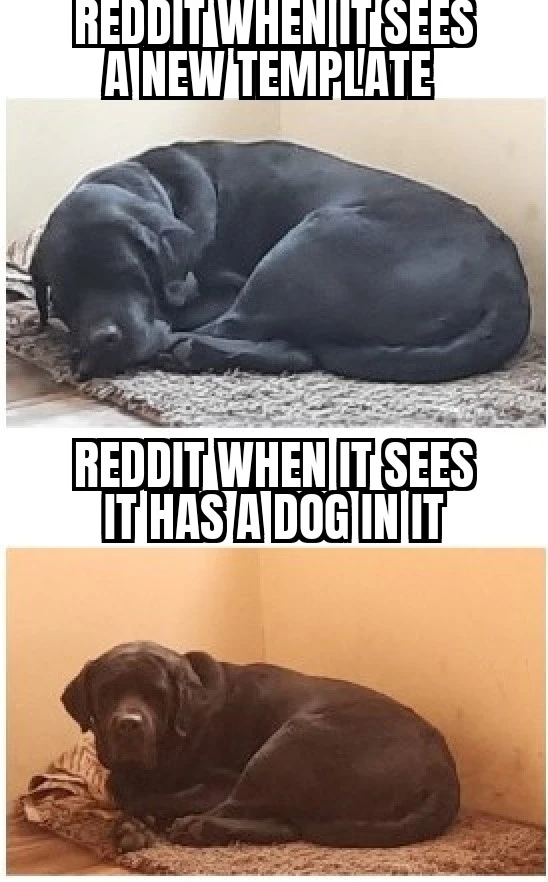 REDDIT WHEN IT SEES
A NEW TEMPLATE
REDDIT WHEN IT SEES
IT HAS A DOG IN IT